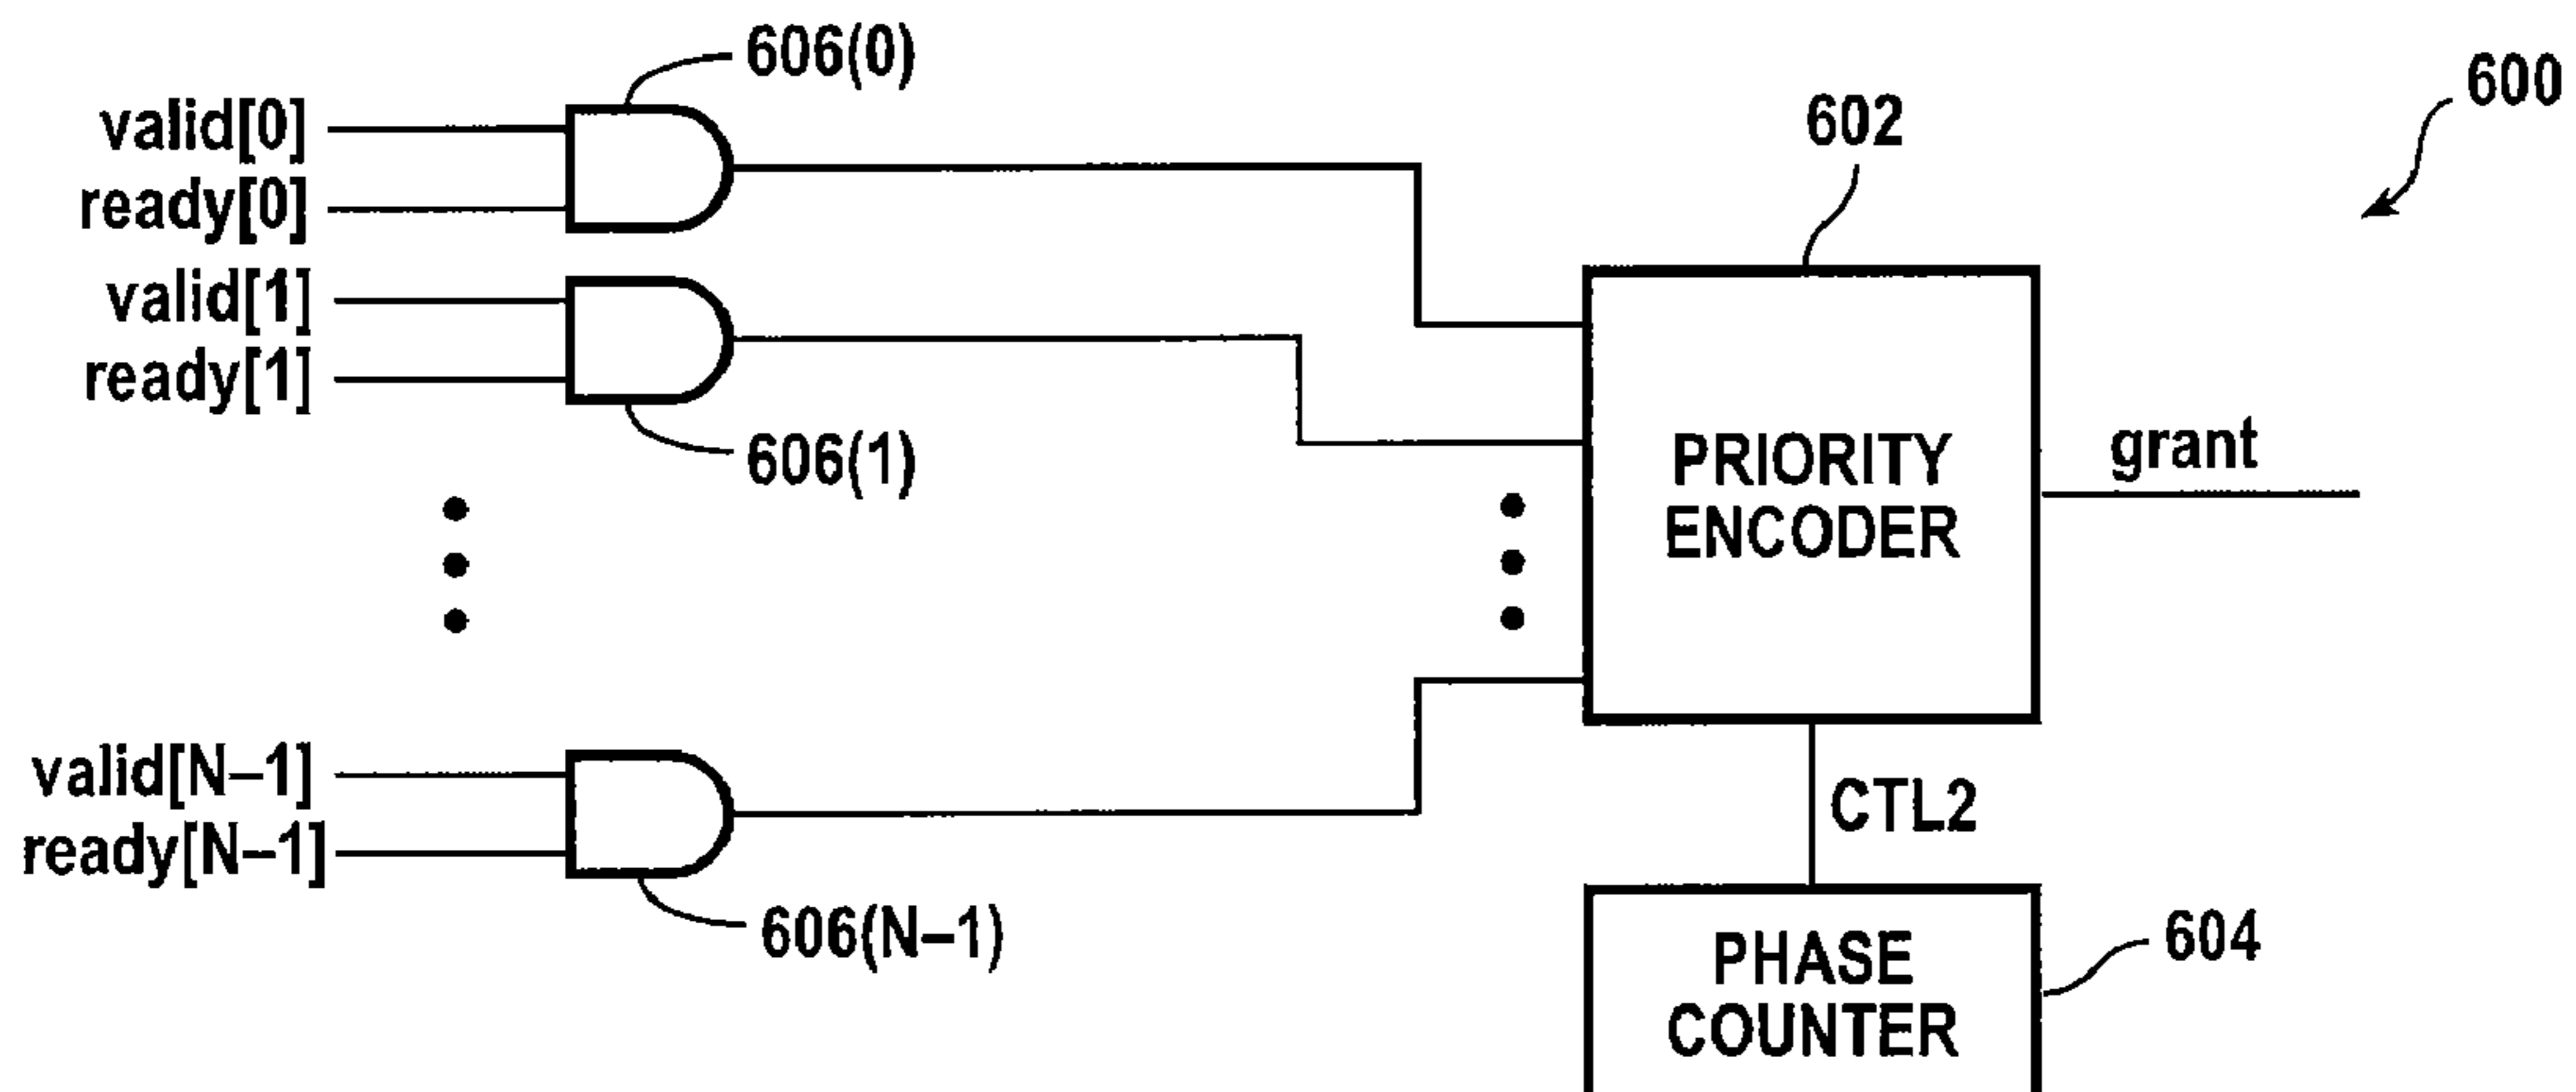 606(0)
600
valid[0]
602
ready[0]
valid[1]
ready[1]
606(1)
PRIORITY
ENCODER
grant
valid[N–1]
ready[N–1]
CTL2
606(N–1)
PHASE
COUNTER
604